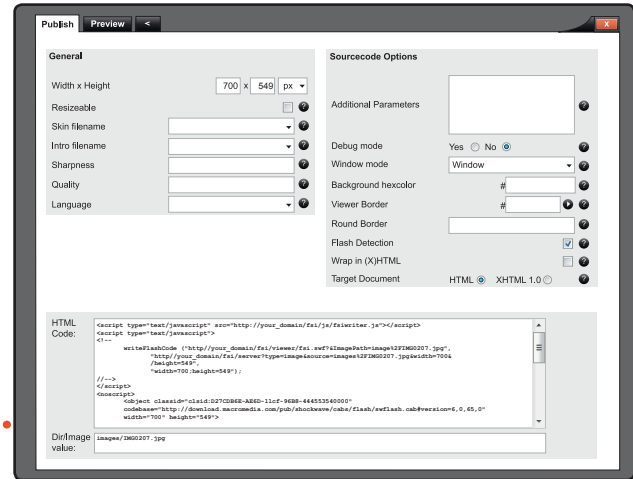 Publish Preview <
x
General
Width x Height 700 x 549 px
Resizeable ?
Skin filename ?
Intro filename ?
Sharpness ?
Quality ?
Language ?
Sourcecode Options
Additional Parameters ?
Debug mode Yes No ?
Window mode Window ?
Background hexcolor # ?
Viewer Border # ?
Round Border ?
Flash Detection ?
Wrap in (X)HTML ?
Target Document HTML XHTML 1.0 ?
HTML Code:
<script type="text/javascript" src="http://your_domain/fsi/js/fsiwriter.js"></script>
<script type="text/javascript">
<!--
writeFlashCode ("http//your_domain/fsi/viewer/fsi.swf?&ImagePath=image%2FIMG0207.jpg",
"http//your_domain/fsi/server?type=image&source=images%2FIMG0207.jpg&width=700&
/height=549",
"width=700;height=549");
//-->
</script>
<noscript>
<object classid="clsid:D27CDB6E-AE6D-11cf-96B8-444553540000"
codebase="http://download.macromedia.com/pub/shockwave/cabs/flash/swflash.cab#version=6,0,65,0"
width="700" height="549">
Dir/Image value:
images/IMG0207.jpg